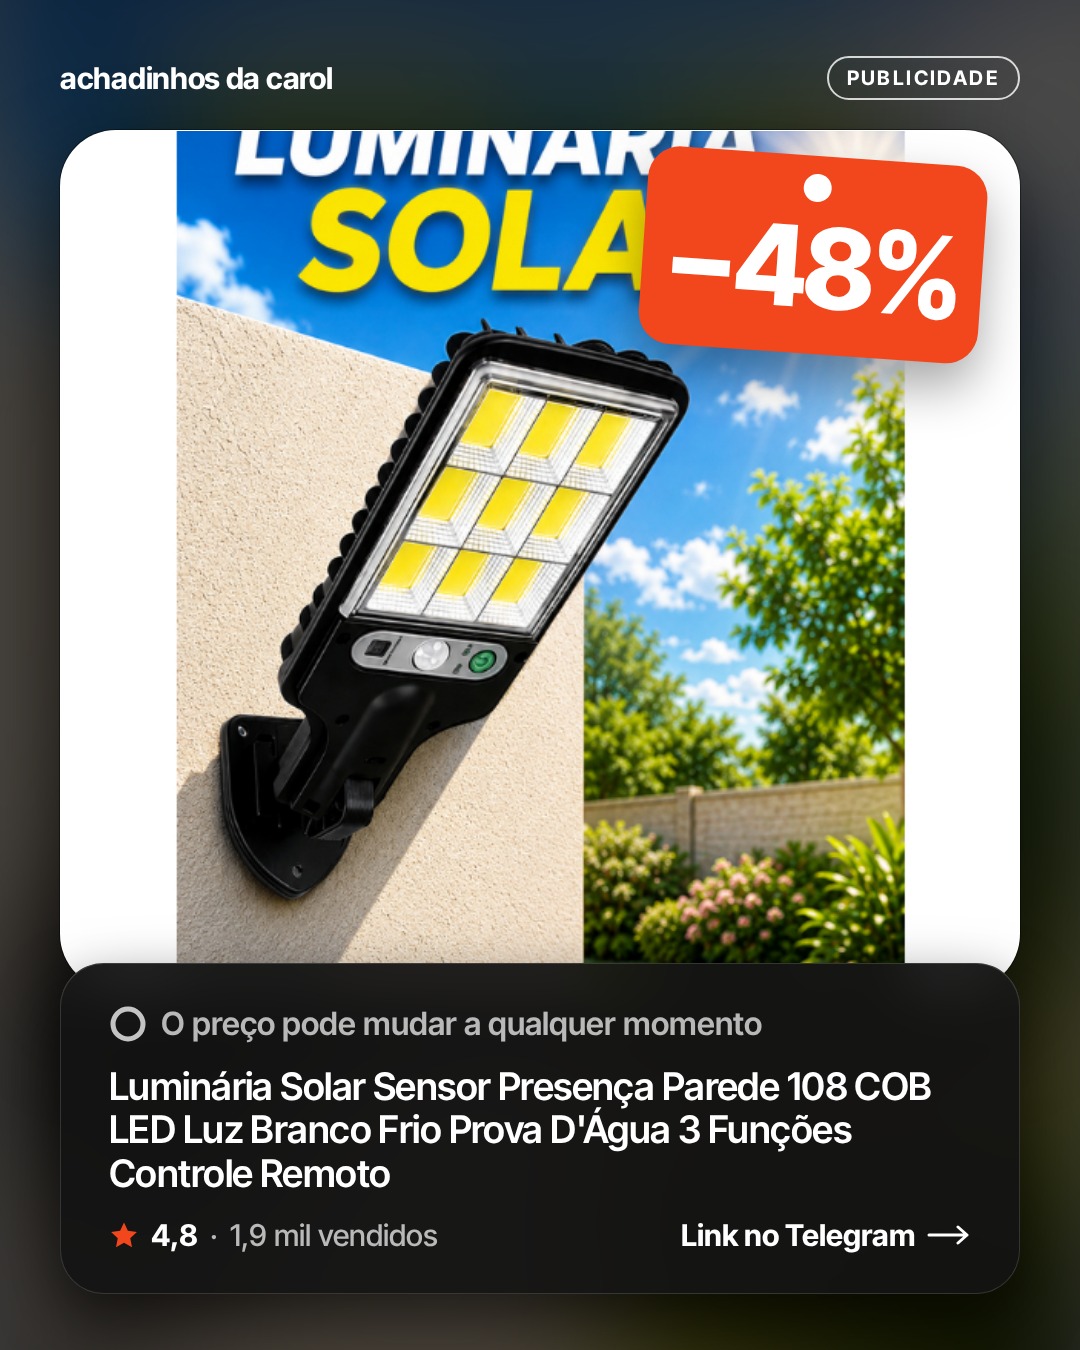 achadinhos da carol
PUBLICIDADE
LUMINÁRIA
SOLA
–48%
O preço pode mudar a qualquer momento
Luminária Solar Sensor Presença Parede 108 COB
LED Luz Branco Frio Prova D'Água 3 Funções
Controle Remoto
4,8 · 1,9 mil vendidos
Link no Telegram →